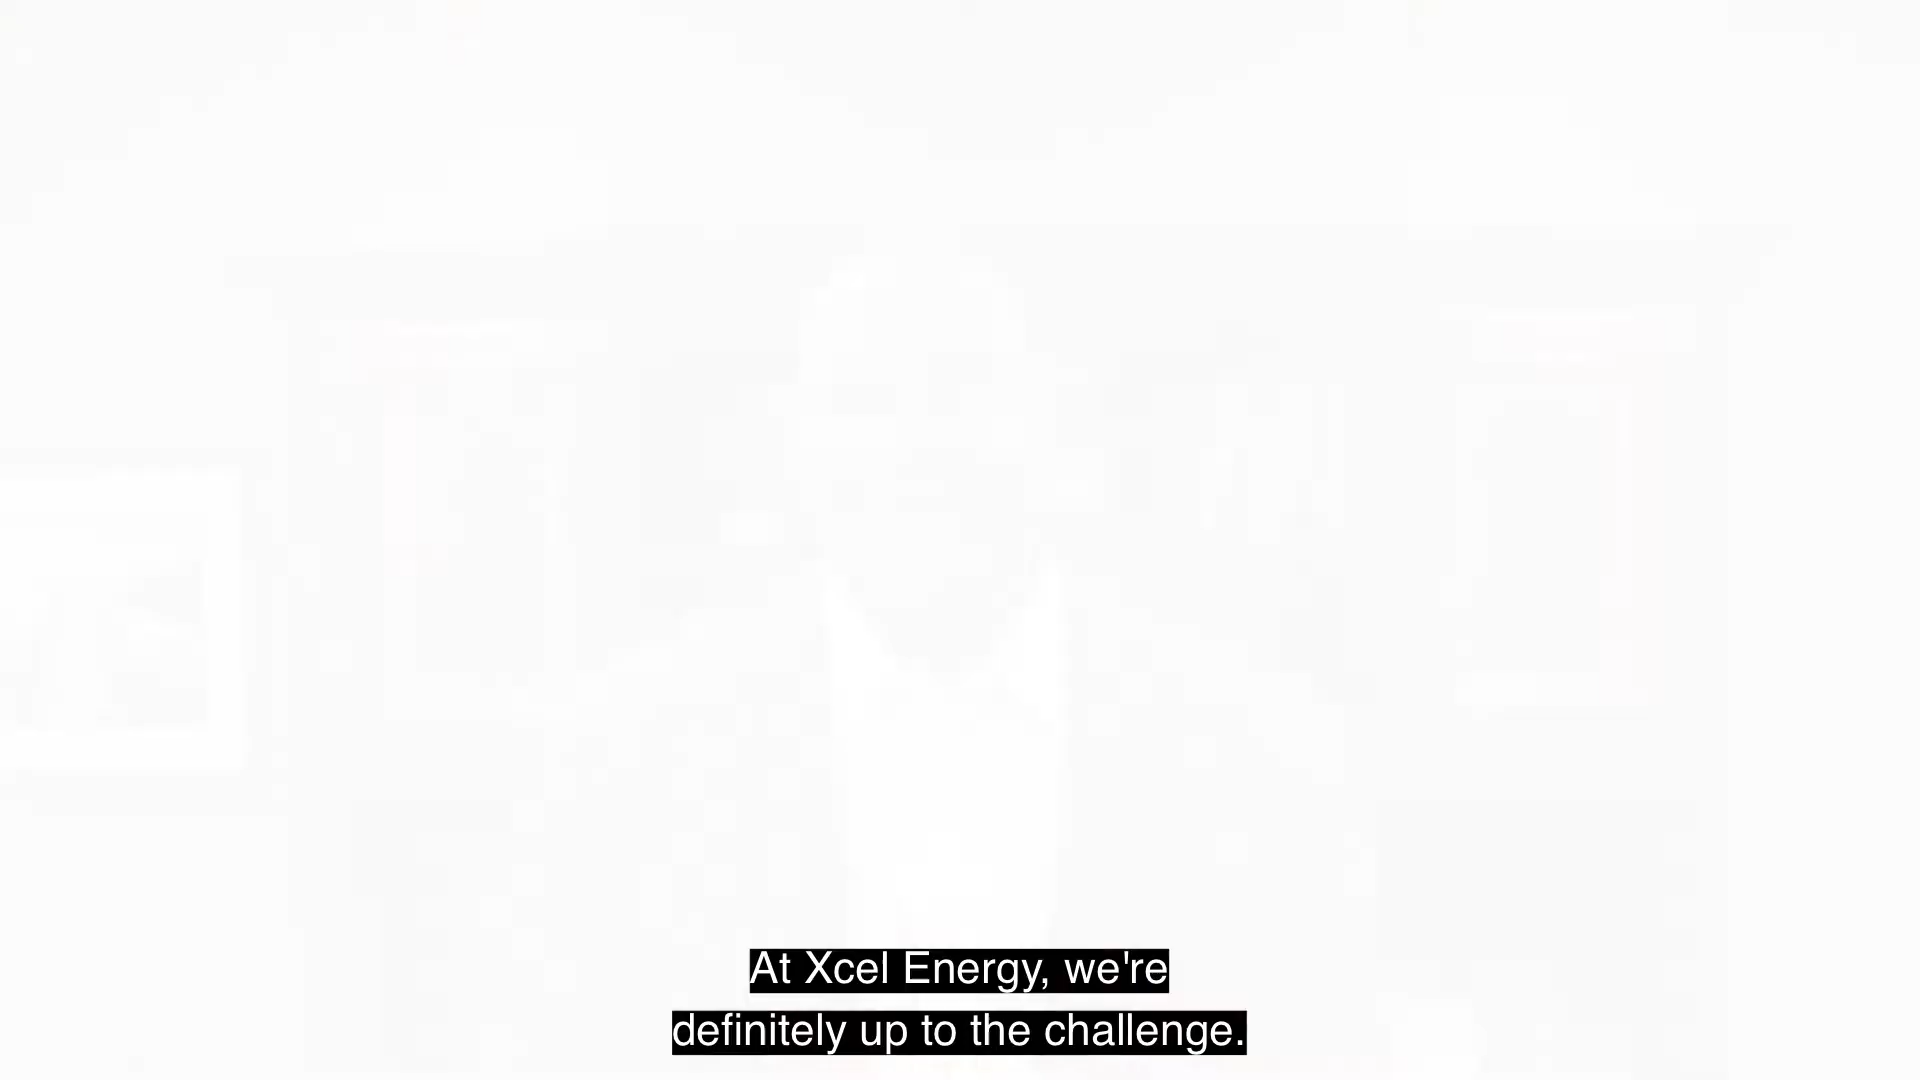 At Xcel Energy, we're
definitely up to the challenge.